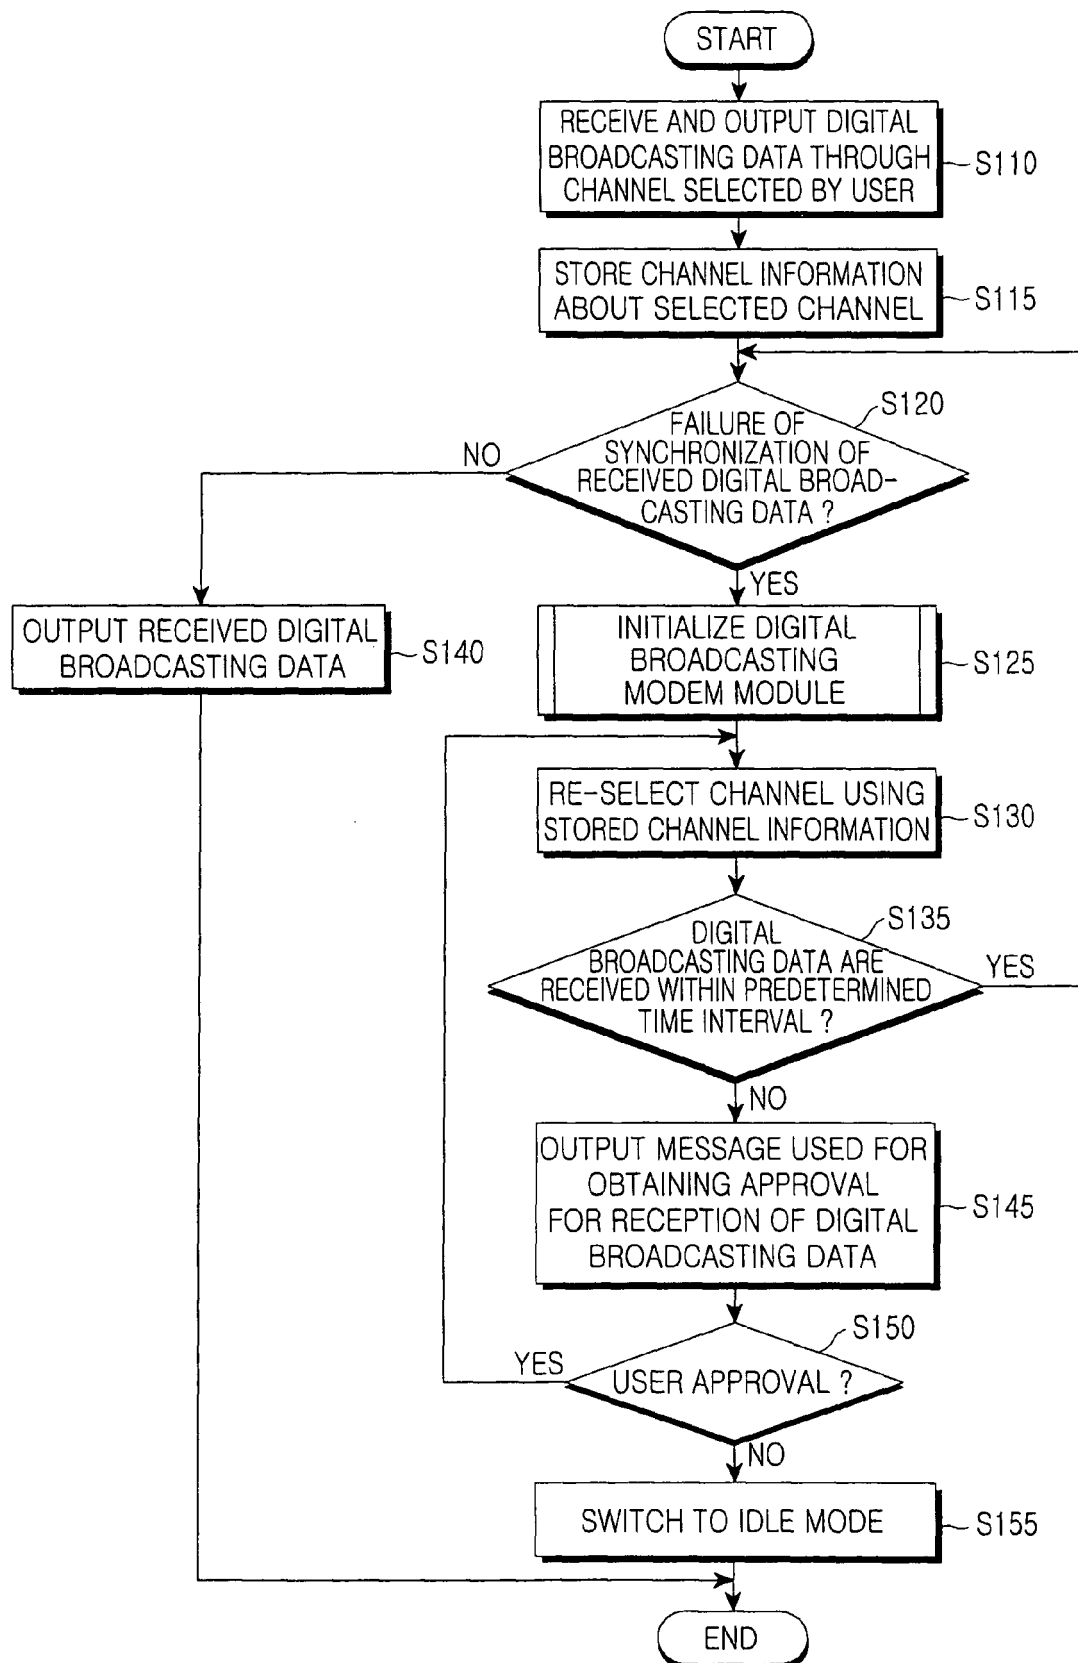 START
RECEIVE AND OUTPUT DIGITAL
BROADCASTING DATA THROUGH
CHANNEL SELECTED BY USER
S110
STORE CHANNEL INFORMATION
ABOUT SELECTED CHANNEL
S115
S120
FAILURE OF
SYNCHRONIZATION OF
RECEIVED DIGITAL BROAD-
CASTING DATA ?
NO
YES
OUTPUT RECEIVED DIGITAL
BROADCASTING DATA
S140
INITIALIZE DIGITAL
BROADCASTING
MODEM MODULE
S125
RE-SELECT CHANNEL USING
STORED CHANNEL INFORMATION
S130
S135
DIGITAL
BROADCASTING DATA ARE
RECEIVED WITHIN PREDETERMINED
TIME INTERVAL ?
YES
NO
OUTPUT MESSAGE USED FOR
OBTAINING APPROVAL
FOR RECEPTION OF DIGITAL
BROADCASTING DATA
S145
S150
YES
USER APPROVAL ?
NO
SWITCH TO IDLE MODE
S155
END